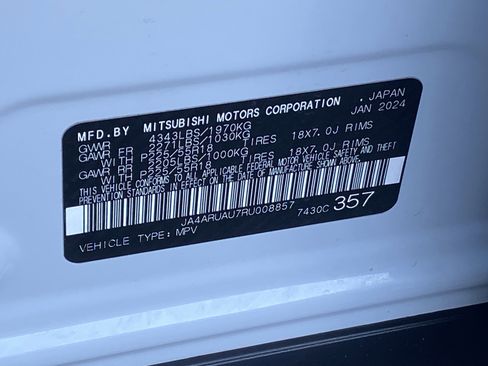 MFD.BY MITSUBISHI MOTORS CORPORATION , JAPAN
GVWR 4343LBS/1970KG JAN 2024
GAWR FR 2271LBS/1030KG
WITH P225/55R18 TIRES 18X7.0J RIMS
GAWR RR 2205LBS/1000KG
WITH P225/55R18 TIRES 18X7.0J RIMS
THIS VEHICLE CONFORMS TO ALL APPLICABLE FEDERAL MOTOR VEHICLE SAFETY AND THEFT
PREVENTION STANDARDS IN EFFECT ON THE DATE OF MANUFACTURE SHOWN ABOVE.
JA4ARUAU7RU008857 7430C 357
VEHICLE TYPE: MPV